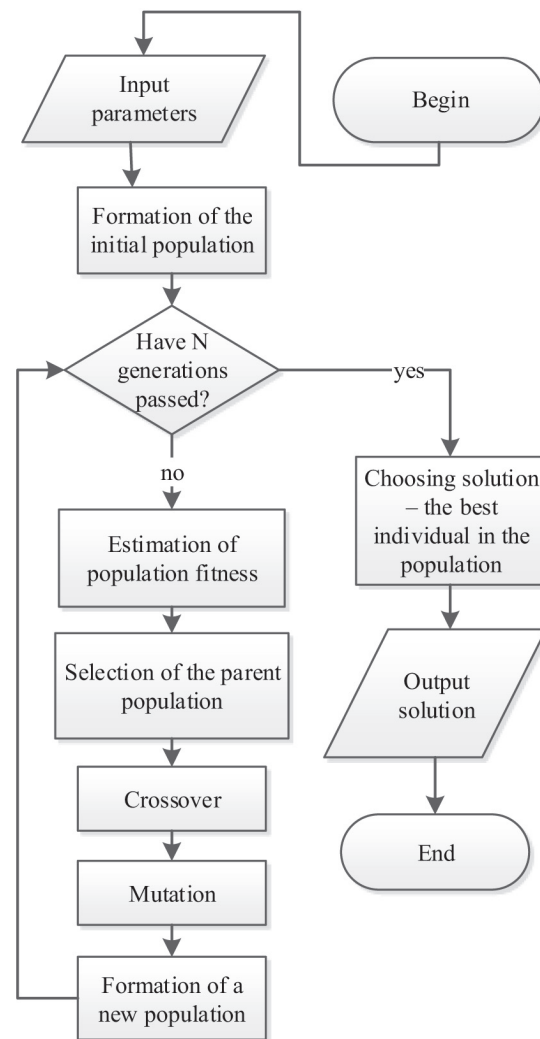 Begin
Input
parameters
Formation of the
initial population
Have N
generations
passed?
yes
no
Estimation of
population fitness
Selection of the parent
population
Crossover
Mutation
Formation of a
new population
Choosing solution
– the best
individual in the
population
Output
solution
End